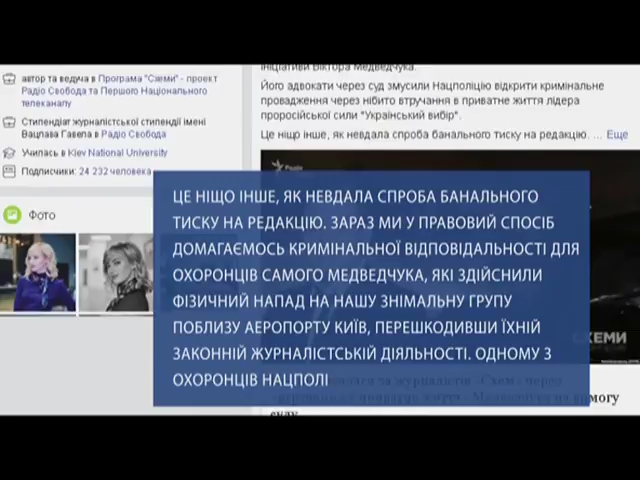 автор та ведуча в Програма "Схеми" - проект
Радіо Свобода та Першого Національного
телеканалу
Стипендіат журналістської стипендії імені
Вацлава Гавела в Радіо Свобода
Училась в Kiev National University
Подписчики: 24 232 человека
Фото
ініціативи Віктора Медведчука.
Його адвокати через суд змусили Нацполіцію відкрити кримінальне
провадження через нібито втручання в приватне життя лідера
проросійської сили "Український вибір".
Це ніщо інше, як невдала спроба банального тиску на редакцію. ... Еще
Радіо
ЦЕ НІЩО ІНШЕ, ЯК НЕВДАЛА СПРОБА БАНАЛЬНОГО
ТИСКУ НА РЕДАКЦІЮ. ЗАРАЗ МИ У ПРАВОВИЙ СПОСІБ
ДОМАГАЄМОСЬ КРИМІНАЛЬНОЇ ВІДПОВІДАЛЬНОСТІ ДЛЯ
ОХОРОНЦІВ САМОГО МЕДВЕДЧУКА, ЯКІ ЗДІЙСНИЛИ
ФІЗИЧНИЙ НАПАД НА НАШУ ЗНІМАЛЬНУ ГРУПУ
ПОБЛИЗУ АЕРОПОРТУ КИЇВ, ПЕРЕШКОДИВШИ ЇХНІЙ
ЗАКОННІЙ ЖУРНАЛІСТСЬКІЙ ДІЯЛЬНОСТІ. ОДНОМУ З
ОХОРОНЦІВ НАЦПОЛІ
СХЕМИ